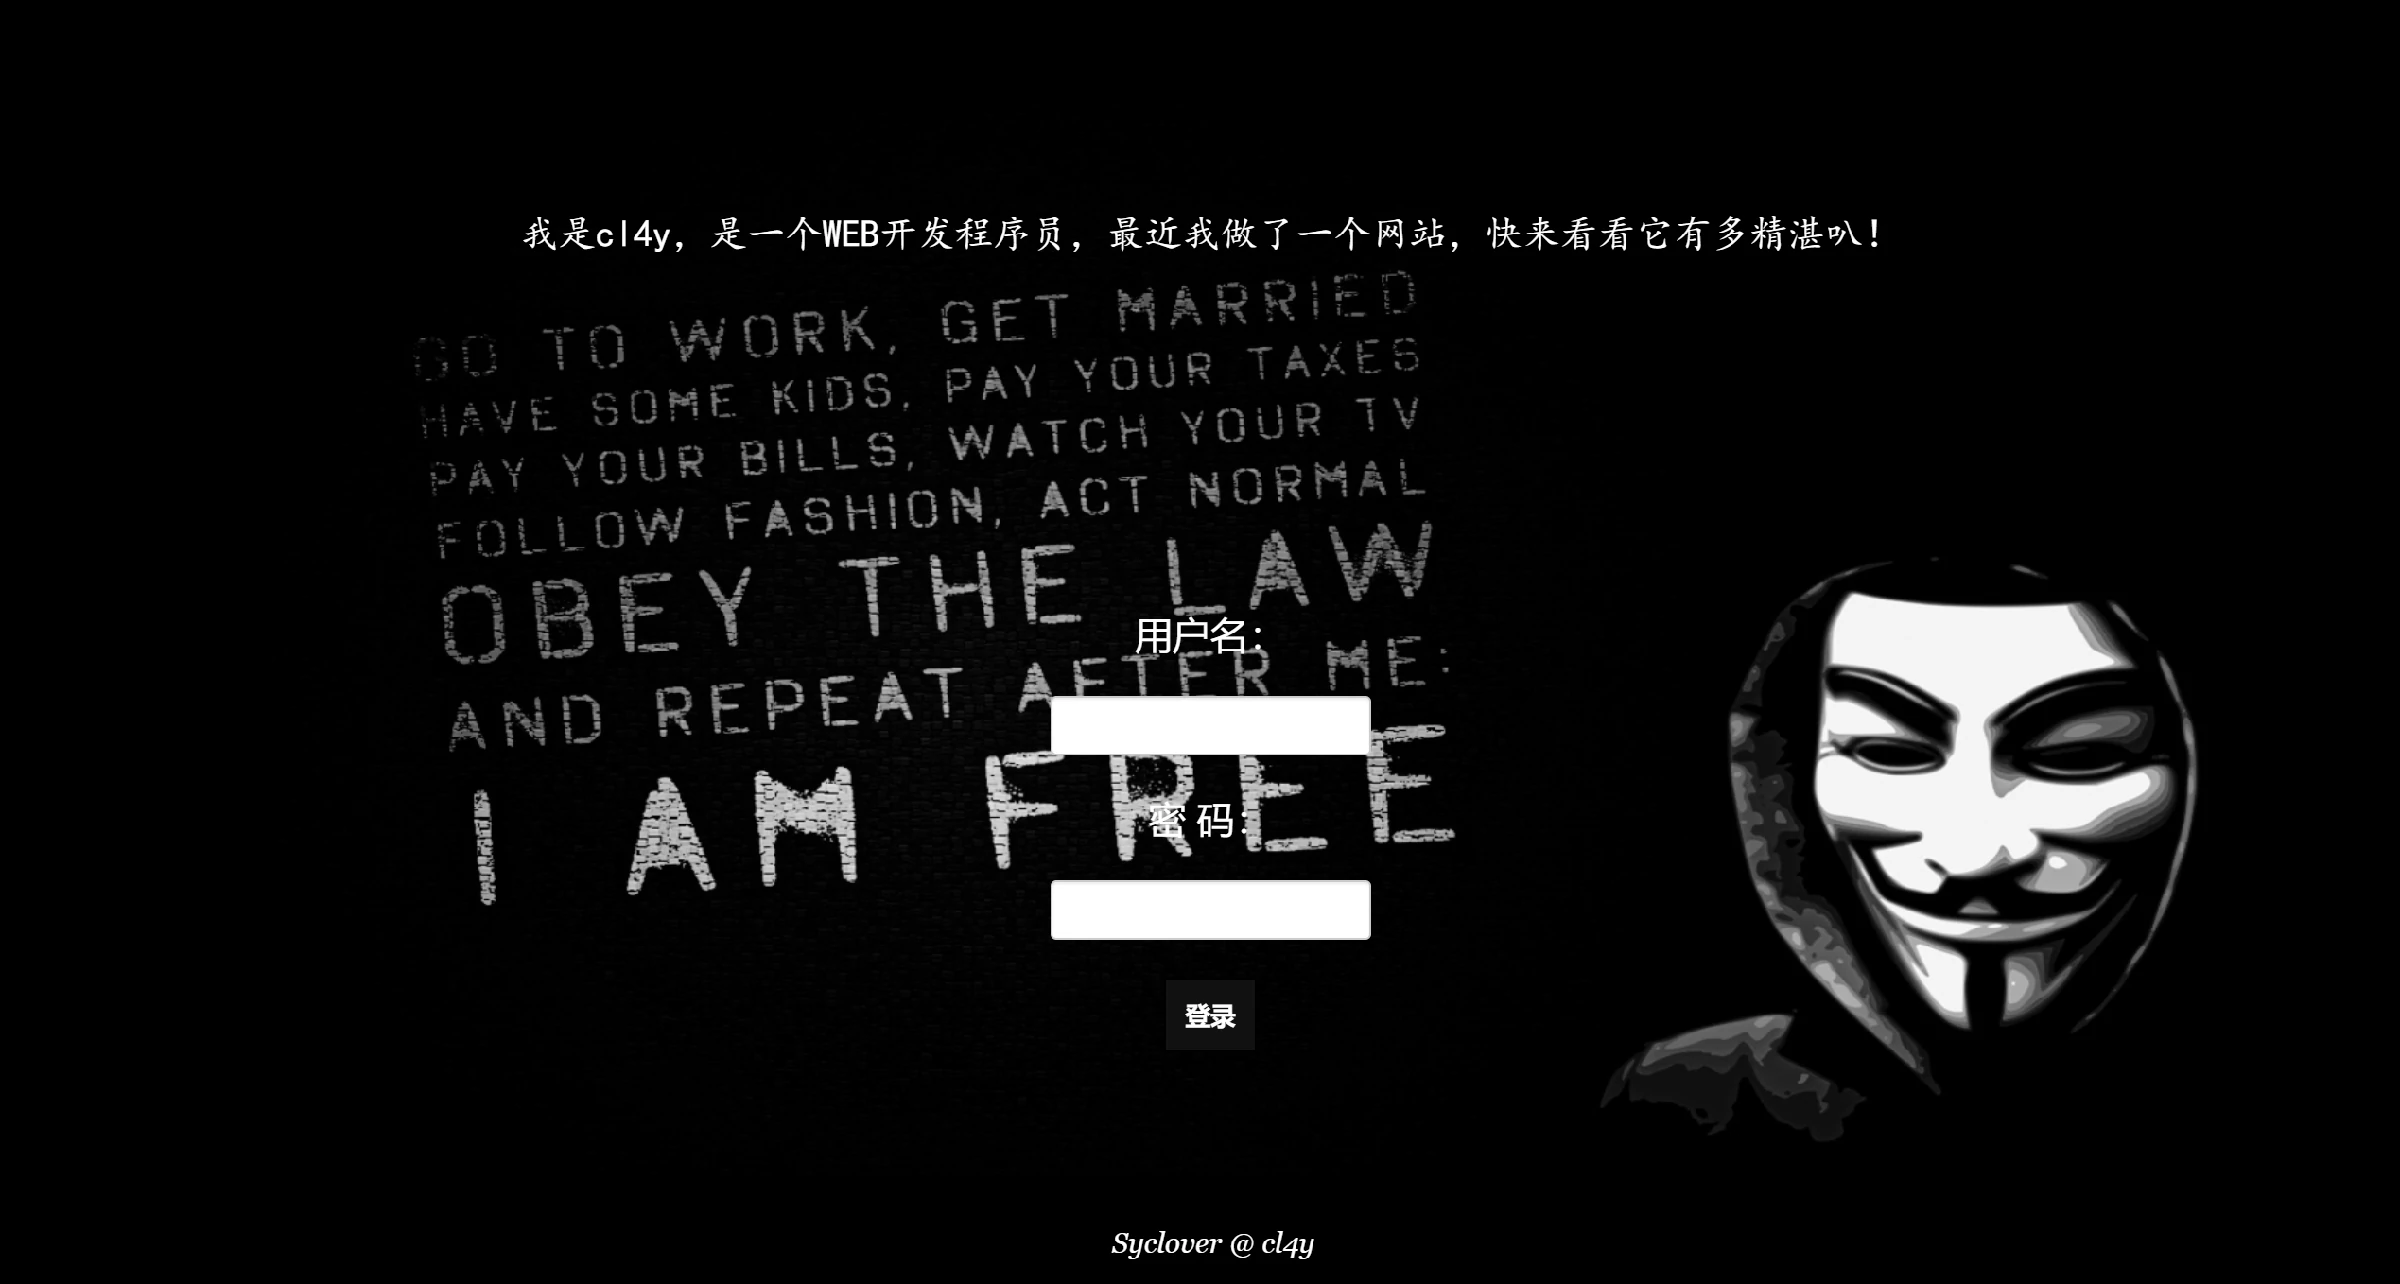 我是cl4y，是一个WEB开发程序员，最近我做了一个网站，快来看看它有多精湛叭！
GO TO WORK, GET MARRIED
HAVE SOME KIDS, PAY YOUR TAXES
PAY YOUR BILLS, WATCH YOUR TV
FOLLOW FASHION, ACT NORMAL
OBEY THE LAW
AND REPEAT AFTER ME:
I AM FREE
用户名：
密 码：
登录
Syclover @ cl4y